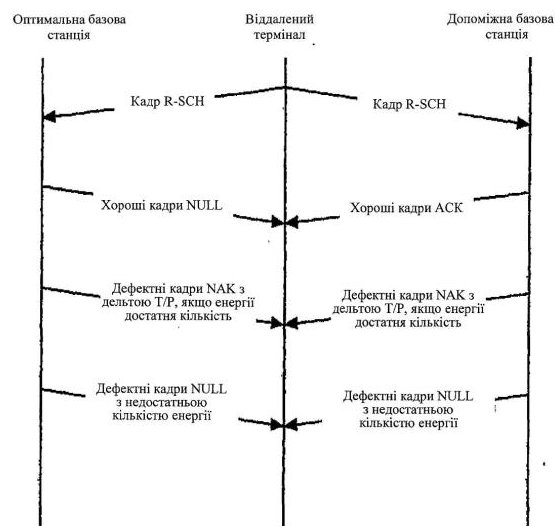 Оптимальна базова
станція
Віддалений
термінал
Допоміжна базова
станція
Кадр R-SCH
Кадр R-SCH
Хороші кадри NULL
Хороші кадри ACK
Дефектні кадри NAK з
дельтою T/P, якщо енергії
достатня кількість
Дефектні кадри NAK з
дельтою T/P, якщо енергії
достатня кількість
Дефектні кадри NULL
з недостатньою
кількістю енергії
Дефектні кадри NULL
з недостатньою
кількістю енергії